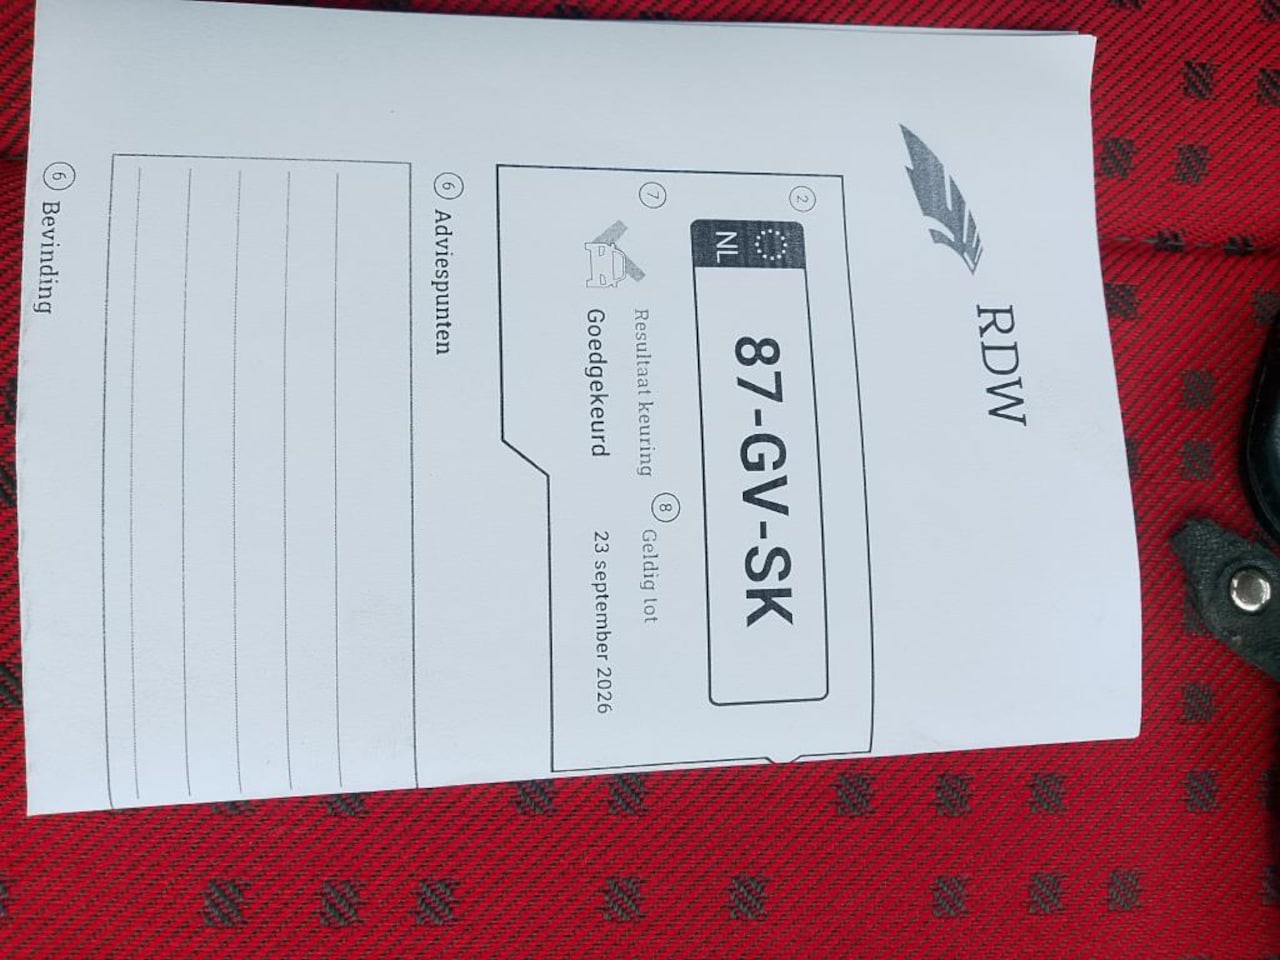 RDW
2
NL 87-GV-SK
7 Resultaat keuring
Goedgekeurd
8 Geldig tot
23 september 2026
6 Adviespunten
6 Bevinding